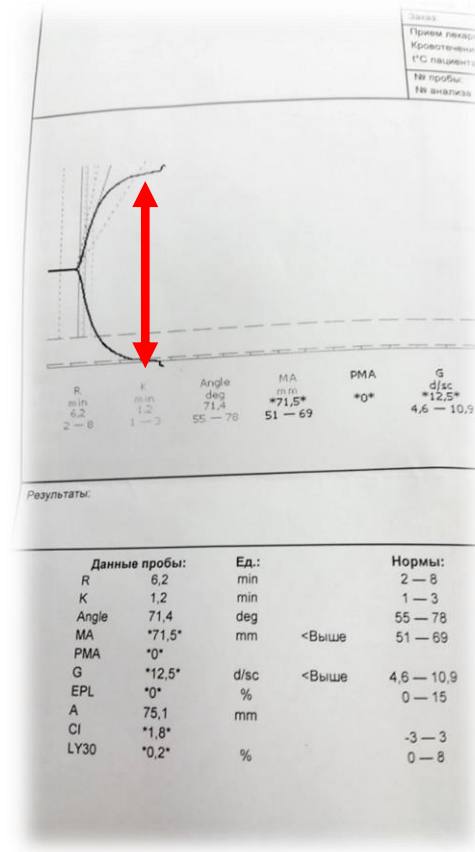 Заказ:
Прием лекар
Кровотечени
t°C пациента
№ пробы:
№ анализа
R K Angle MA PMA G
min min deg mm d/sc
6,2 1,2 71,4 *71,5* *0* *12,5*
2 — 8 1 — 3 55 — 78 51 — 69 4,6 — 10,9
Результаты:
Данные пробы: Ед.: Нормы:
R 6,2 min 2 — 8
K 1,2 min 1 — 3
Angle 71,4 deg 55 — 78
MA *71,5* mm <Выше 51 — 69
PMA *0*
G *12,5* d/sc <Выше 4,6 — 10,9
EPL *0* % 0 — 15
A 75,1 mm
CI *1,8* -3 — 3
LY30 *0,2* % 0 — 8